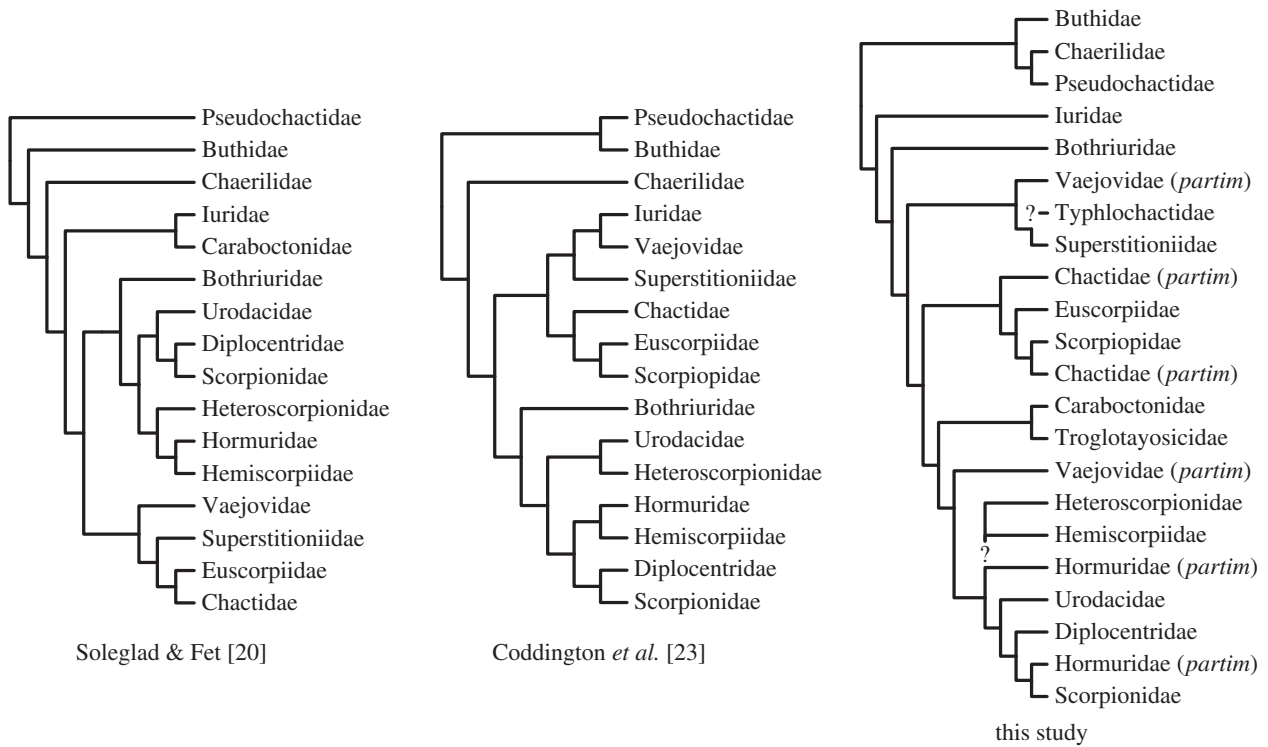 Pseudochactidae
Buthidae
Chaerilidae
Iuridae
Caraboctonidae
Bothriuridae
Urodacidae
Diplocentridae
Scorpionidae
Heteroscorpionidae
Hormuridae
Hemiscorpiidae
Vaejovidae
Superstitioniidae
Euscorpiidae
Chactidae
Soleglad & Fet [20]
Pseudochactidae
Buthidae
Chaerilidae
Iuridae
Vaejovidae
Superstitioniidae
Chactidae
Euscorpiidae
Scorpiopidae
Bothriuridae
Urodacidae
Heteroscorpionidae
Hormuridae
Hemiscorpiidae
Diplocentridae
Scorpionidae
Coddington et al. [23]
Buthidae
Chaerilidae
Pseudochactidae
Iuridae
Bothriuridae
Vaejovidae (partim)
? Typhlochactidae
Superstitioniidae
Chactidae (partim)
Euscorpiidae
Scorpiopidae
Chactidae (partim)
Caraboctonidae
Troglotayosicidae
Vaejovidae (partim)
Heteroscorpionidae
Hemiscorpiidae
?
Hormuridae (partim)
Urodacidae
Diplocentridae
Hormuridae (partim)
Scorpionidae
this study